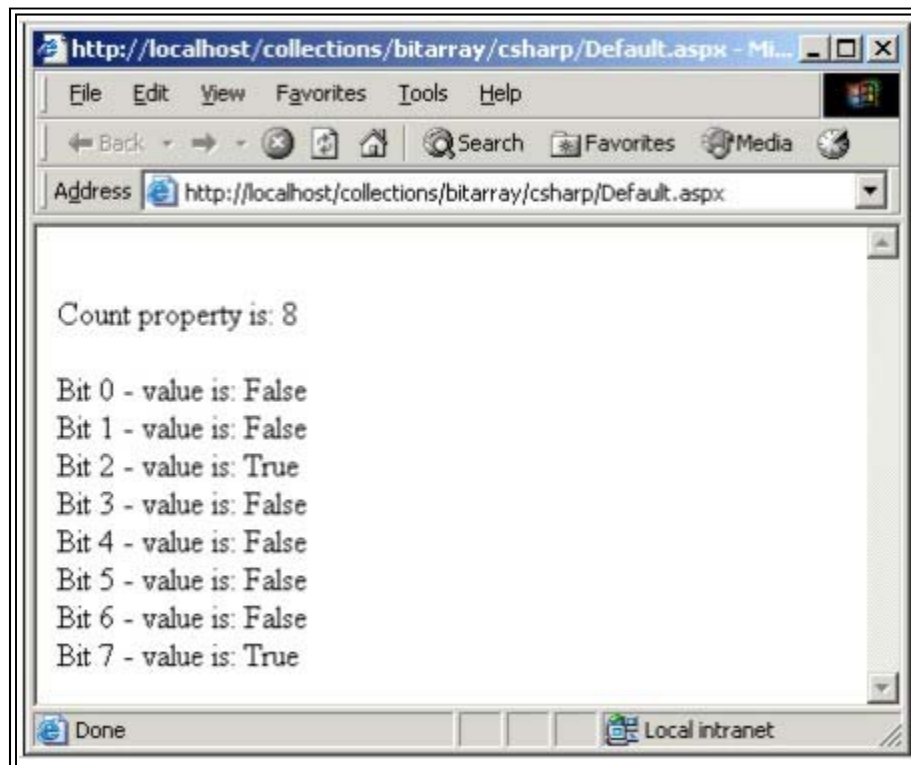 http://localhost/collections/bitarray/csharp/Default.aspx - Mi...
File Edit View Favorites Tools Help
Back Search Favorites Media
Address http://localhost/collections/bitarray/csharp/Default.aspx
Count property is: 8
Bit 0 - value is: False
Bit 1 - value is: False
Bit 2 - value is: True
Bit 3 - value is: False
Bit 4 - value is: False
Bit 5 - value is: False
Bit 6 - value is: False
Bit 7 - value is: True
Done Local intranet